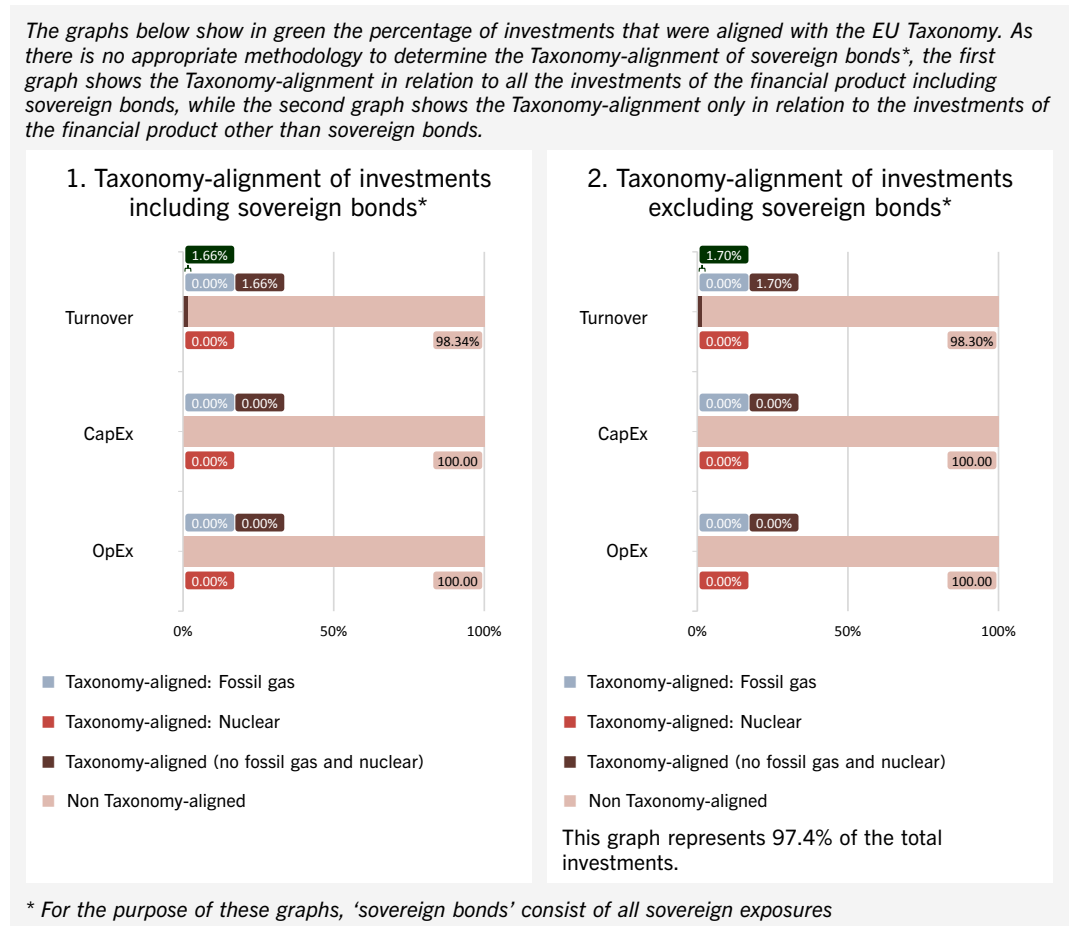 The graphs below show in green the percentage of investments that were aligned with the EU Taxonomy. As
there is no appropriate methodology to determine the Taxonomy-alignment of sovereign bonds*, the first
graph shows the Taxonomy-alignment in relation to all the investments of the financial product including
sovereign bonds, while the second graph shows the Taxonomy-alignment only in relation to the investments of
the financial product other than sovereign bonds.
1. Taxonomy-alignment of investments
including sovereign bonds*
1.66%
0.00% 1.66%
Turnover
0.00% 98.34%
0.00% 0.00%
CapEx
0.00% 100.00
0.00% 0.00%
OpEx
0.00% 100.00
0% 50% 100%
Taxonomy-aligned: Fossil gas
Taxonomy-aligned: Nuclear
Taxonomy-aligned (no fossil gas and nuclear)
Non Taxonomy-aligned
2. Taxonomy-alignment of investments
excluding sovereign bonds*
1.70%
0.00% 1.70%
Turnover
0.00% 98.30%
0.00% 0.00%
CapEx
0.00% 100.00
0.00% 0.00%
OpEx
0.00% 100.00
0% 50% 100%
Taxonomy-aligned: Fossil gas
Taxonomy-aligned: Nuclear
Taxonomy-aligned (no fossil gas and nuclear)
Non Taxonomy-aligned
This graph represents 97.4% of the total
investments.
* For the purpose of these graphs, ‘sovereign bonds’ consist of all sovereign exposures